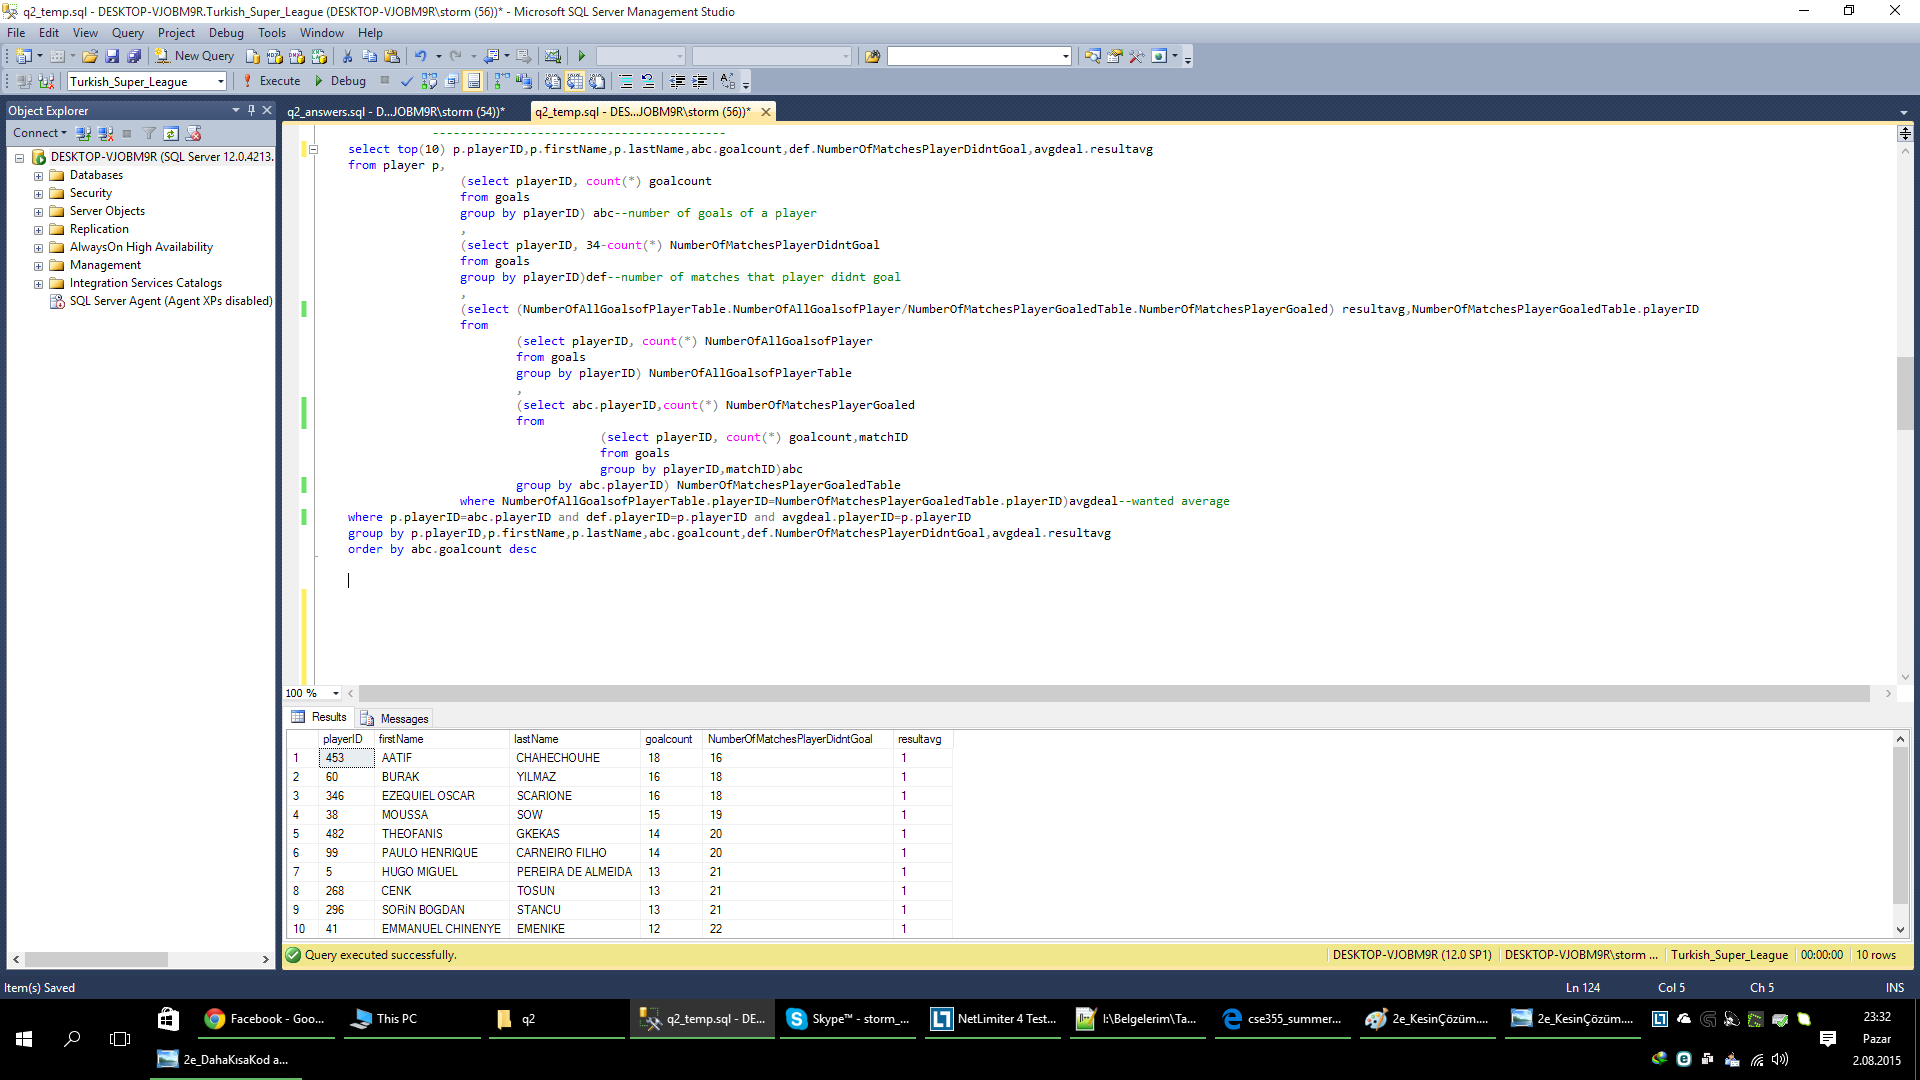 q2_temp.sql - DESKTOP-VJOBM9R.Turkish_Super_League (DESKTOP-VJOBM9R\storm (56))* - Microsoft SQL Server Management Studio
File Edit View Query Project Debug Tools Window Help
New Query
Turkish_Super_League Execute Debug
Object Explorer
q2_answers.sql - D...JOBM9R\storm (54))* q2_temp.sql - DES...JOBM9R\storm (56))*
Connect
DESKTOP-VJOBM9R (SQL Server 12.0.4213.
Databases
Security
Server Objects
Replication
AlwaysOn High Availability
Management
Integration Services Catalogs
SQL Server Agent (Agent XPs disabled)
select top(10) p.playerID,p.firstName,p.lastName,abc.goalcount,def.NumberOfMatchesPlayerDidntGoal,avgdeal.resultavg
from player p,
(select playerID, count(*) goalcount
from goals
group by playerID) abc--number of goals of a player
,
(select playerID, 34-count(*) NumberOfMatchesPlayerDidntGoal
from goals
group by playerID)def--number of matches that player didnt goal
,
(select (NumberOfAllGoalsofPlayerTable.NumberOfAllGoalsofPlayer/NumberOfMatchesPlayerGoaledTable.NumberOfMatchesPlayerGoaled) resultavg,NumberOfMatchesPlayerGoaledTable.playerID
from
(select playerID, count(*) NumberOfAllGoalsofPlayer
from goals
group by playerID) NumberOfAllGoalsofPlayerTable
,
(select abc.playerID,count(*) NumberOfMatchesPlayerGoaled
from
(select playerID, count(*) goalcount,matchID
from goals
group by playerID,matchID)abc
group by abc.playerID) NumberOfMatchesPlayerGoaledTable
where NumberOfAllGoalsofPlayerTable.playerID=NumberOfMatchesPlayerGoaledTable.playerID)avgdeal--wanted average
where p.playerID=abc.playerID and def.playerID=p.playerID and avgdeal.playerID=p.playerID
group by p.playerID,p.firstName,p.lastName,abc.goalcount,def.NumberOfMatchesPlayerDidntGoal,avgdeal.resultavg
order by abc.goalcount desc
100 %
Results Messages
playerID firstName lastName goalcount NumberOfMatchesPlayerDidntGoal resultavg
1 453 AATIF CHAHECHOUHE 18 16 1
2 60 BURAK YILMAZ 16 18 1
3 346 EZEQUIEL OSCAR SCARIONE 16 18 1
4 38 MOUSSA SOW 15 19 1
5 482 THEOFANIS GKEKAS 14 20 1
6 99 PAULO HENRIQUE CARNEIRO FILHO 14 20 1
7 5 HUGO MIGUEL PEREIRA DE ALMEIDA 13 21 1
8 268 CENK TOSUN 13 21 1
9 296 SORİN BOGDAN STANCU 13 21 1
10 41 EMMANUEL CHINENYE EMENIKE 12 22 1
Query executed successfully. DESKTOP-VJOBM9R (12.0 SP1) DESKTOP-VJOBM9R\storm ... Turkish_Super_League 00:00:00 10 rows
Item(s) Saved Ln 124 Col 5 Ch 5 INS
Facebook - Goo... This PC q2 q2_temp.sql - DE... Skype™ - storm_... NetLimiter 4 Test... I:\Belgelerim\Ta... cse355_summer... 2e_KesinÇözüm.... 2e_KesinÇözüm....
2e_DahaKısaKod a...
23:32
Pazar
2.08.2015